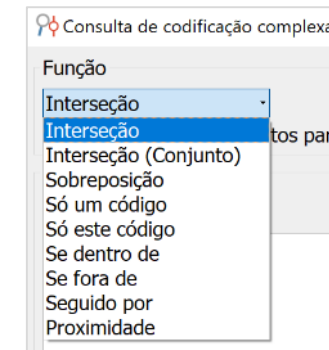 Consulta de codificação complexa
Função
Interseção
Interseção
tos par
Interseção (Conjunto)
Sobreposição
Só um código
Só este código
Se dentro de
Se fora de
Seguido por
Proximidade